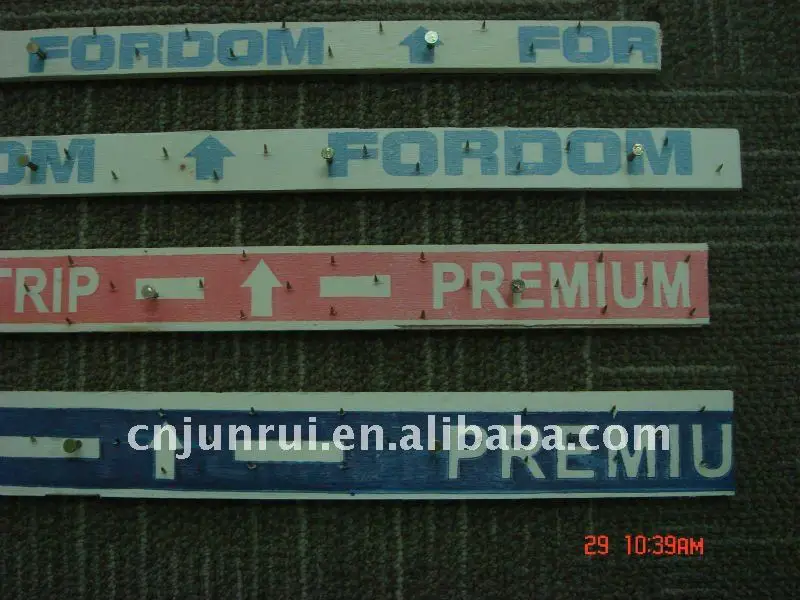 FORDOM FOR
OM FORDOM
TRIP PREMIUM
PREMIU
cnjunrui.en.alibaba.com
29 10:39AM